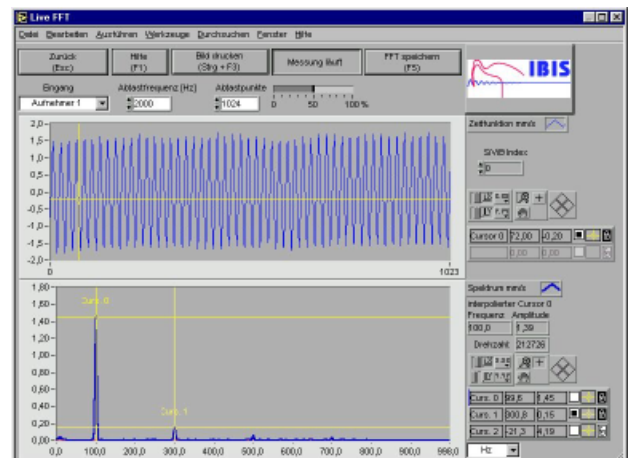 Live FFT
Datei Bearbeiten Ausführen Werkzeuge Durchsuchen Fenster Hilfe
Zurück (Esc)
Hilfe (F1)
Bild drucken (Strg + F3)
Messung läuft
FFT speichern (F5)
IBIS
Eingang
Abtastfrequenz (Hz)
Abtastpunkte
Aufnehmer 1
2000
1024
0 50 100 %
Zeitfunktion mm/s
2,0
1,5
1,0
0,5
0,0
-0,5
-1,0
-1,5
-2,0
0 1023
Index
0
Cursor 0 72,00 -0,20
0,00 0,00
Spektrum mm/s
interpolierter Cursor 0
Frequenz Amplitude
100,0 1,39
Drehzahl
1,80
1,60
1,40
1,20
1,00
0,80
0,60
0,40
0,20
0,00
Curs. 0
Curs. 1
0,0 100,0 200,0 300,0 400,0 500,0 600,0 700,0 800,0 998,0
Curs. 0 99,6 1,45
Curs. 1 300,8 0,15
Curs. 2 -21,3 4,19
Hz